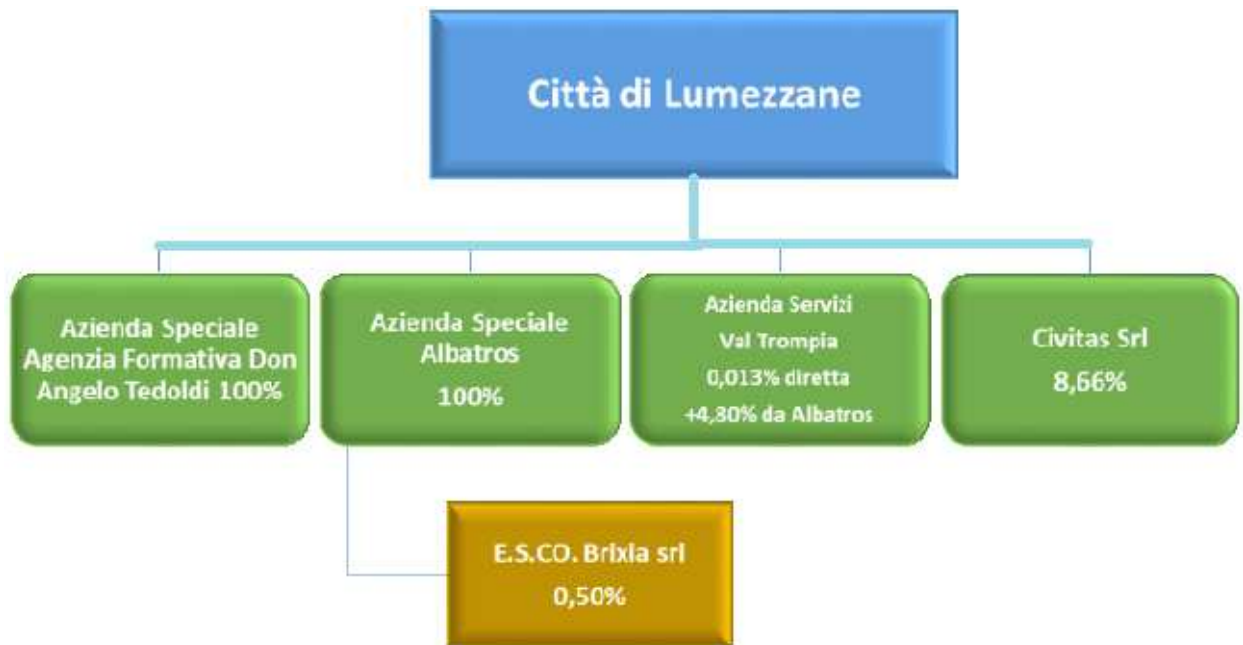 Città di Lumezzane
Azienda Speciale
Agenzia Formativa Don
Angelo Tedoldi 100%
Azienda Speciale
Albatros
100%
Azienda Servizi
Val Trompia
0,013% diretta
+4,80% da Albatros
Civitas Srl
8,66%
E.S.CO. Brixia srl
0,50%